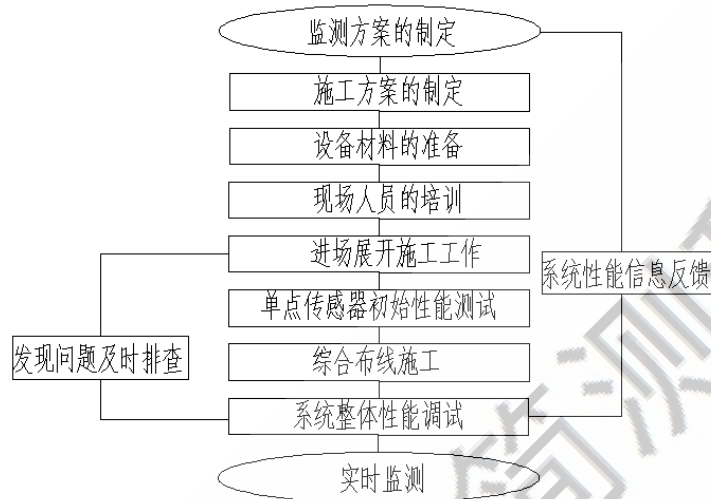 监测方案的制定
施工方案的制定
设备材料的准备
现场人员的培训
进场展开施工工作
系统性能信息反馈
单点传感器初始性能测试
发现问题及时排查
综合布线施工
系统整体性能调试
实时监测
简测